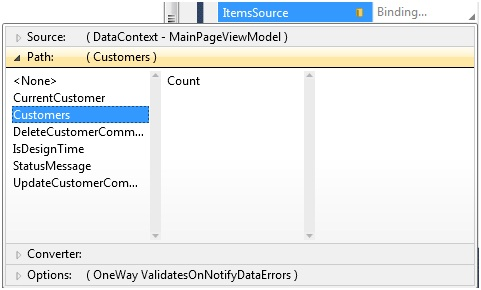 ItemsSource Binding...
Source: ( DataContext - MainPageViewModel )
Path: ( Customers )
<None> Count
CurrentCustomer
Customers
DeleteCustomerComm...
IsDesignTime
StatusMessage
UpdateCustomerCom...
Converter:
Options: ( OneWay ValidatesOnNotifyDataErrors )